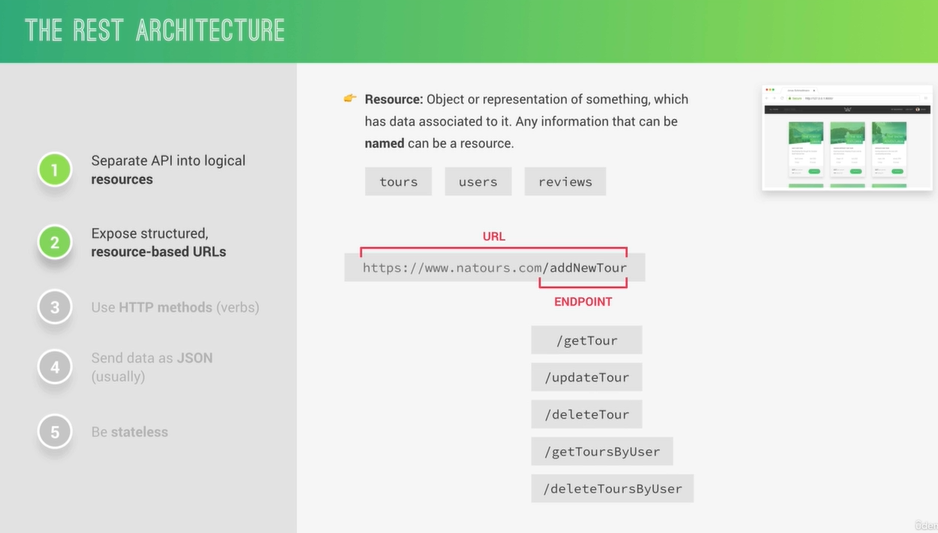 THE REST ARCHITECTURE
1
Separate API into logical
resources
2
Expose structured,
resource-based URLs
3
Use HTTP methods (verbs)
4
Send data as JSON
(usually)
5
Be stateless
Resource: Object or representation of something, which
has data associated to it. Any information that can be
named can be a resource.
tours
users
reviews
URL
https://www.natours.com/addNewTour
ENDPOINT
/getTour
/updateTour
/deleteTour
/getToursByUser
/deleteToursByUser